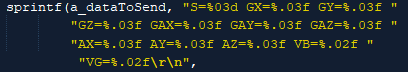 sprintf(a_dataToSend, "S=%03d GX=%.03f GY=%.03f "
"GZ=%.03f GAX=%.03f GAY=%.03f GAZ=%.03f "
"AX=%.03f AY=%.03f AZ=%.03f VB=%.02f "
"VG=%.02f\r\n",